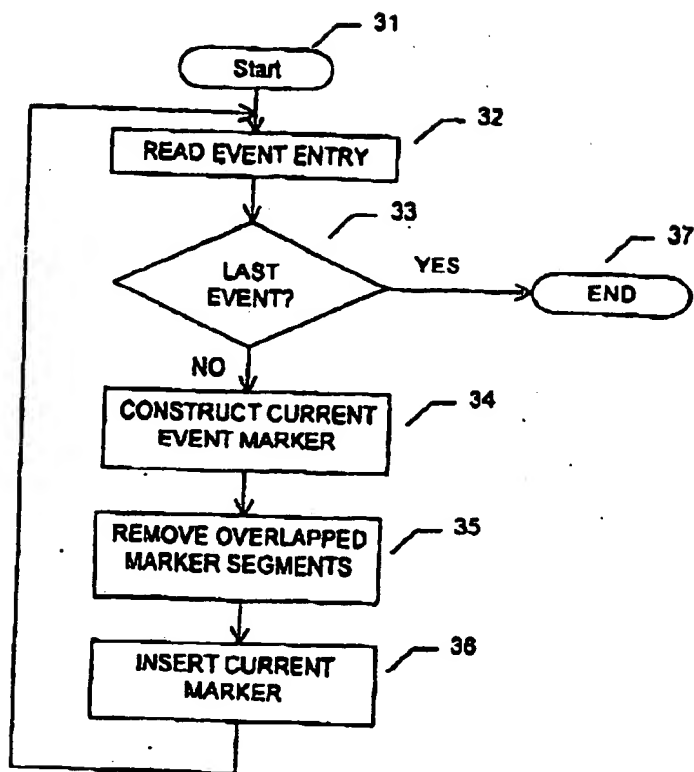 31
Start
32
READ EVENT ENTRY
33
LAST
EVENT?
YES
37
END
NO
34
CONSTRUCT CURRENT
EVENT MARKER
35
REMOVE OVERLAPPED
MARKER SEGMENTS
36
INSERT CURRENT
MARKER